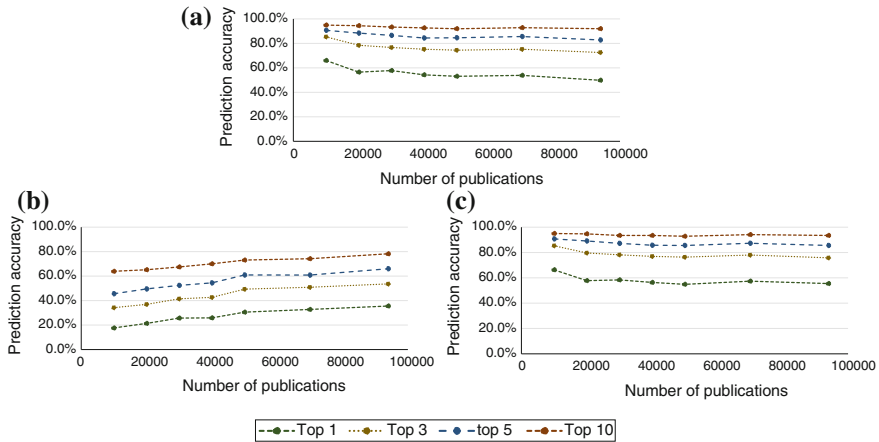 (a)
Prediction accuracy
100.0%
80.0%
60.0%
40.0%
20.0%
0.0%
0 20000 40000 60000 80000 100000
Number of publications
(b)
Prediction accuracy
100.0%
80.0%
60.0%
40.0%
20.0%
0.0%
0 20000 40000 60000 80000 100000
Number of publications
(c)
Prediction accuracy
100.0%
80.0%
60.0%
40.0%
20.0%
0.0%
0 20000 40000 60000 80000 100000
Number of publications
Top 1 Top 3 top 5 Top 10